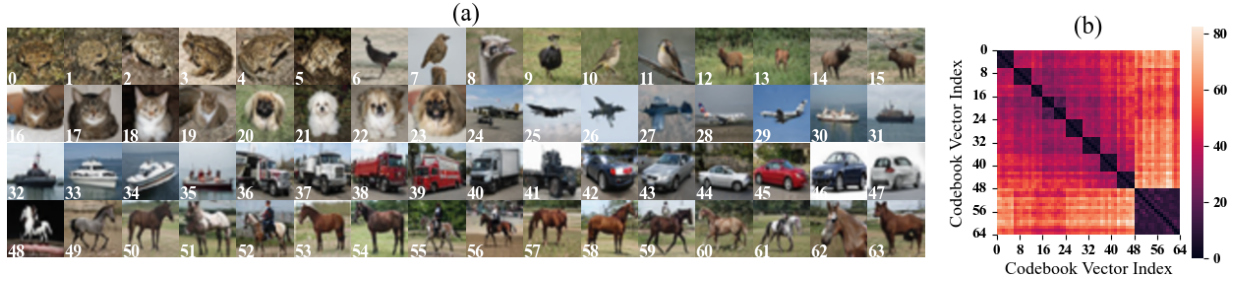 (a)
0 1 2 3 4 5 6 7 8 9 10 11 12 13 14 15
16 17 18 19 20 21 22 23 24 25 26 27 28 29 30 31
32 33 34 35 36 37 38 39 40 41 42 43 44 45 46 47
48 49 50 51 52 53 54 55 56 57 58 59 60 61 62 63
(b)
Codebook Vector Index
0
8
16
24
32
40
48
56
64
0 8 16 24 32 40 48 56 64
Codebook Vector Index
80
60
40
20
0